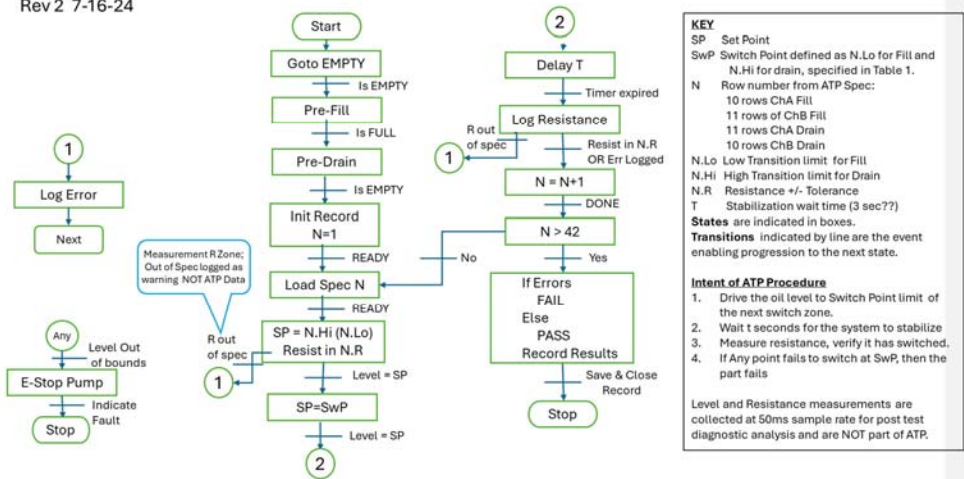 Rev 2 7-16-24
Start
Goto EMPTY
Is EMPTY
Pre-Fill
Is FULL
Pre-Drain
Is EMPTY
Init Record
N=1
READY
Load Spec N
READY
SP = N.Hi (N.Lo)
Resist in N.R
R out
of spec
1
Level = SP
SP=SwP
Level = SP
2
Measurement R Zone;
Out of Spec logged as
warning NOT ATP Data
1
Log Error
Next
Any
Level Out
of bounds
E-Stop Pump
Indicate
Fault
Stop
2
Delay T
Timer expired
Log Resistance
R out
of spec
1
Resist in N.R
OR Err Logged
N = N+1
DONE
N > 42
No
Yes
If Errors
FAIL
Else
PASS
Record Results
Save & Close
Record
Stop
KEY
SP Set Point
SwP Switch Point defined as N.Lo for Fill and
N.Hi for drain, specified in Table 1.
N Row number from ATP Spec:
10 rows ChA Fill
11 rows of ChB Fill
11 rows ChA Drain
10 rows ChB Drain
N.Lo Low Transition limit for Fill
N.Hi High Transition limit for Drain
N.R Resistance +/- Tolerance
T Stabilization wait time (3 sec??)
States are indicated in boxes.
Transitions indicated by line are the event
enabling progression to the next state.
Intent of ATP Procedure
1. Drive the oil level to Switch Point limit of
the next switch zone.
2. Wait t seconds for the system to stabilize
3. Measure resistance, verify it has switched.
4. If Any point fails to switch at SwP, then the
part fails
Level and Resistance measurements are
collected at 50ms sample rate for post test
diagnostic analysis and are NOT part of ATP.